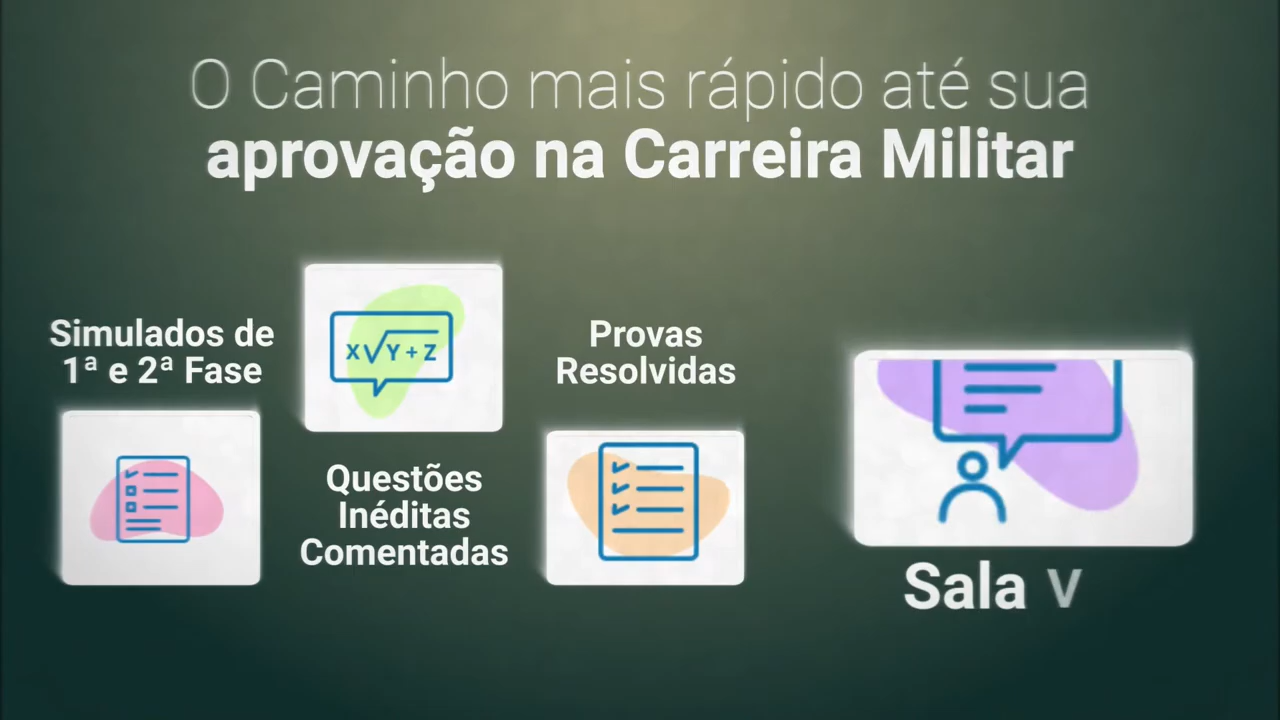 O Caminho mais rápido até sua
aprovação na Carreira Militar
Simulados de
1ª e 2ª Fase
X√Y+Z
Questões
Inéditas
Comentadas
Provas
Resolvidas
Sala V